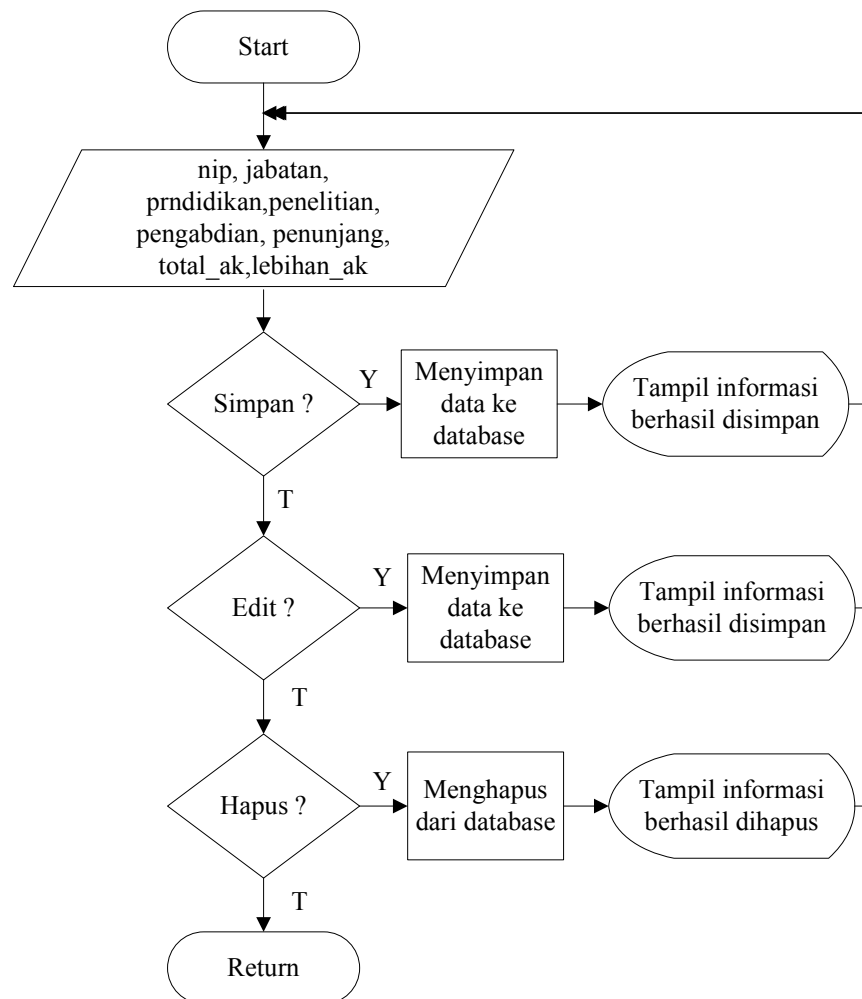 Start
nip, jabatan,
prndidikan,penelitian,
pengabdian, penunjang,
total_ak,lebihan_ak
Simpan ?
Y
Menyimpan
data ke
database
Tampil informasi
berhasil disimpan
T
Edit ?
Y
Menyimpan
data ke
database
Tampil informasi
berhasil disimpan
T
Hapus ?
Y
Menghapus
dari database
Tampil informasi
berhasil dihapus
T
Return